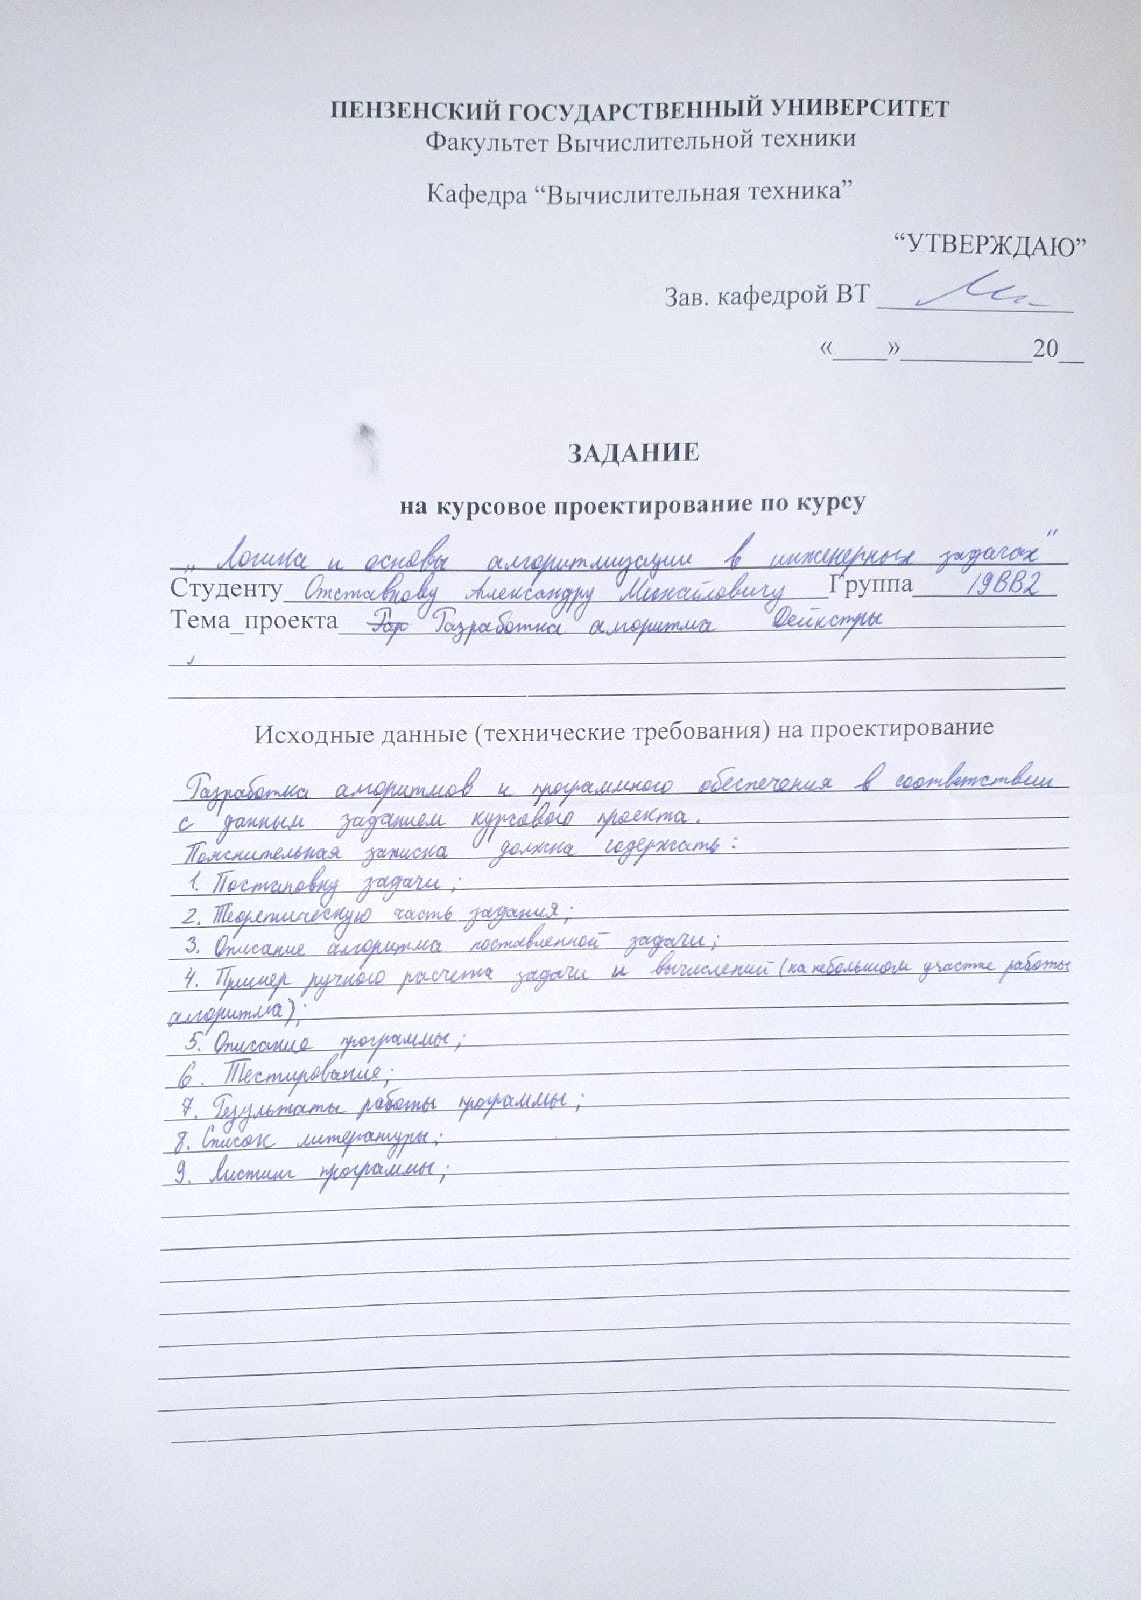 ПЕНЗЕНСКИЙ ГОСУДАРСТВЕННЫЙ УНИВЕРСИТЕТ
Факультет Вычислительной техники
Кафедра “Вычислительная техника”
“УТВЕРЖДАЮ”
Зав. кафедрой ВТ
«____»__________20__
ЗАДАНИЕ
на курсовое проектирование по курсу
„ Логика и основы алгоритмизации в инженерных задачах "
Студенту Отставнову Александру Михайловичу Группа 19ВВ2
Тема_проекта Разработка алгоритма Дейкстры
Исходные данные (технические требования) на проектирование
Разработка алгоритмов и программного обеспечения в соответствии
с данным заданием курсового проекта.
Пояснительная записка должна содержать:
1. Постановку задачи;
2. Теоретическую часть задания;
3. Описание алгоритма поставленной задачи;
4. Пример ручного расчета задачи и вычислений (на небольшом участке работы
алгоритма);
5. Описание программы;
6. Тестирование;
7. Результаты работы программы;
8. Список литературы;
9. Листинг программы;